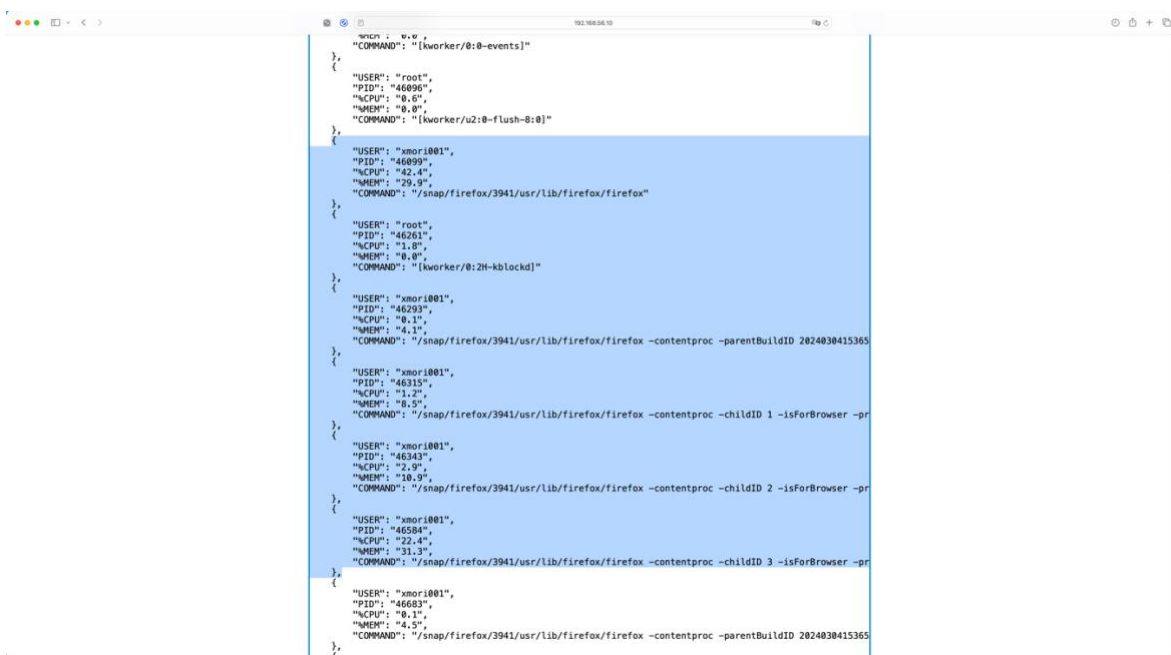 192.168.56.10
"%MEM": "0.0",
"COMMAND": "[kworker/0:0-events]"
},
{
"USER": "root",
"PID": "46096",
"%CPU": "0.6",
"%MEM": "0.0",
"COMMAND": "[kworker/u2:0-flush-8:0]"
},
{
"USER": "xmori001",
"PID": "46099",
"%CPU": "42.4",
"%MEM": "29.9",
"COMMAND": "/snap/firefox/3941/usr/lib/firefox/firefox"
},
{
"USER": "root",
"PID": "46261",
"%CPU": "1.8",
"%MEM": "0.0",
"COMMAND": "[kworker/0:2H-kblockd]"
},
{
"USER": "xmori001",
"PID": "46293",
"%CPU": "0.1",
"%MEM": "4.1",
"COMMAND": "/snap/firefox/3941/usr/lib/firefox/firefox -contentproc -parentBuildID 2024030415365
},
{
"USER": "xmori001",
"PID": "46315",
"%CPU": "1.2",
"%MEM": "8.5",
"COMMAND": "/snap/firefox/3941/usr/lib/firefox/firefox -contentproc -childID 1 -isForBrowser -pr
},
{
"USER": "xmori001",
"PID": "46343",
"%CPU": "2.9",
"%MEM": "10.9",
"COMMAND": "/snap/firefox/3941/usr/lib/firefox/firefox -contentproc -childID 2 -isForBrowser -pr
},
{
"USER": "xmori001",
"PID": "46584",
"%CPU": "22.4",
"%MEM": "31.3",
"COMMAND": "/snap/firefox/3941/usr/lib/firefox/firefox -contentproc -childID 3 -isForBrowser -pr
},
{
"USER": "xmori001",
"PID": "46683",
"%CPU": "0.1",
"%MEM": "4.5",
"COMMAND": "/snap/firefox/3941/usr/lib/firefox/firefox -contentproc -parentBuildID 2024030415365
},
{